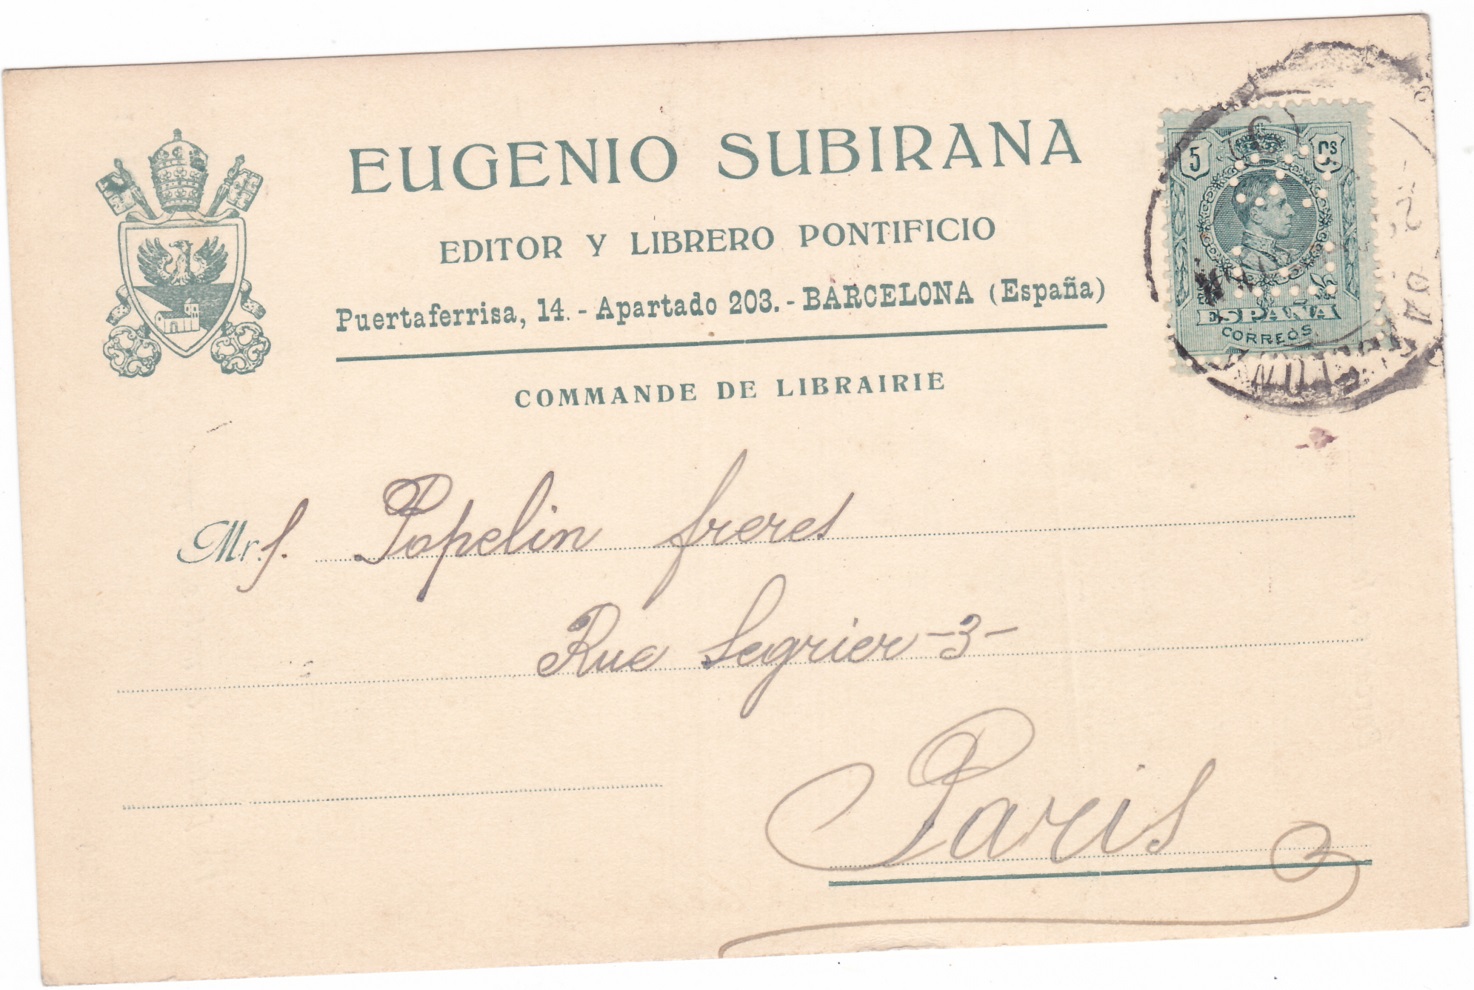 EUGENIO SUBIRANA
EDITOR Y LIBRERO PONTIFICIO
Puertaferrisa, 14. - Apartado 203. - BARCELONA (España)
COMMANDE DE LIBRAIRIE
5 Cs
ESPAÑA
CORREOS
Mrs. Popelin freres
Rue Segrier -3-
Paris